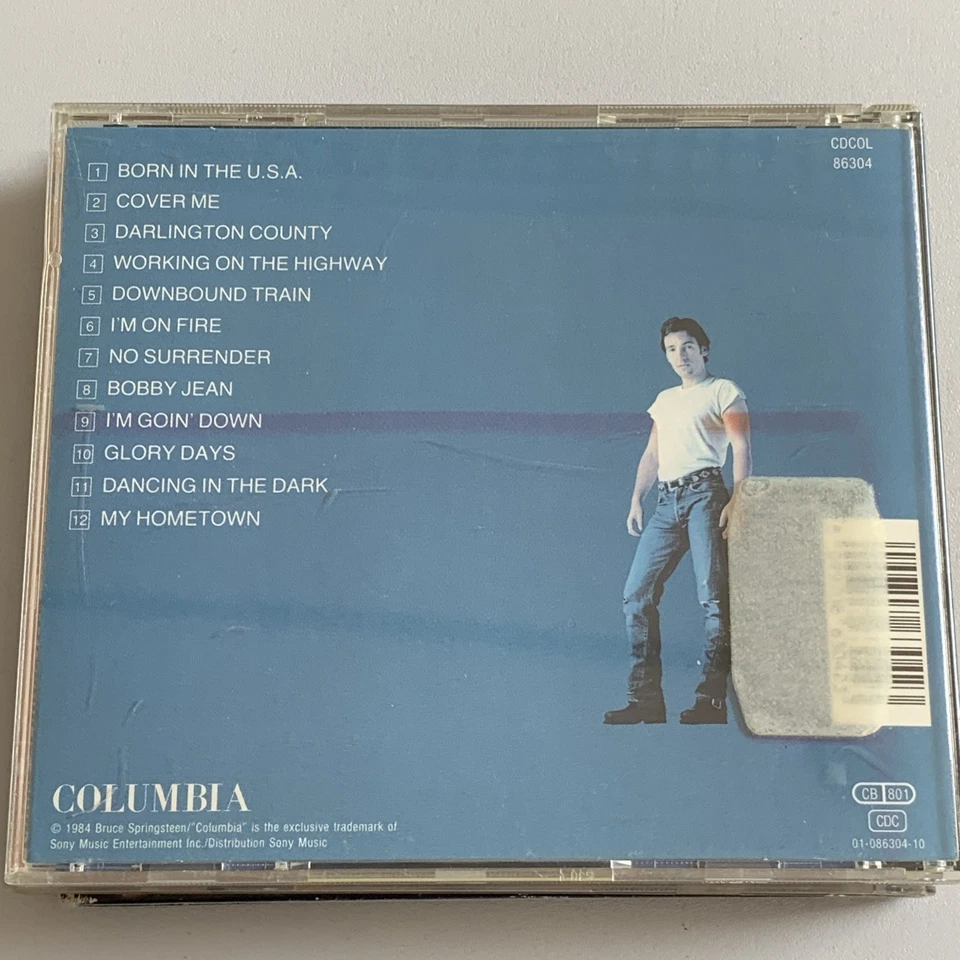 CDCOL
86304
1 BORN IN THE U.S.A.
2 COVER ME
3 DARLINGTON COUNTY
4 WORKING ON THE HIGHWAY
5 DOWNBOUND TRAIN
6 I'M ON FIRE
7 NO SURRENDER
8 BOBBY JEAN
9 I'M GOIN' DOWN
10 GLORY DAYS
11 DANCING IN THE DARK
12 MY HOMETOWN
COLUMBIA
© 1984 Bruce Springsteen/"Columbia" is the exclusive trademark of
Sony Music Entertainment Inc./Distribution Sony Music
CB 801
CDC
01-086304-10